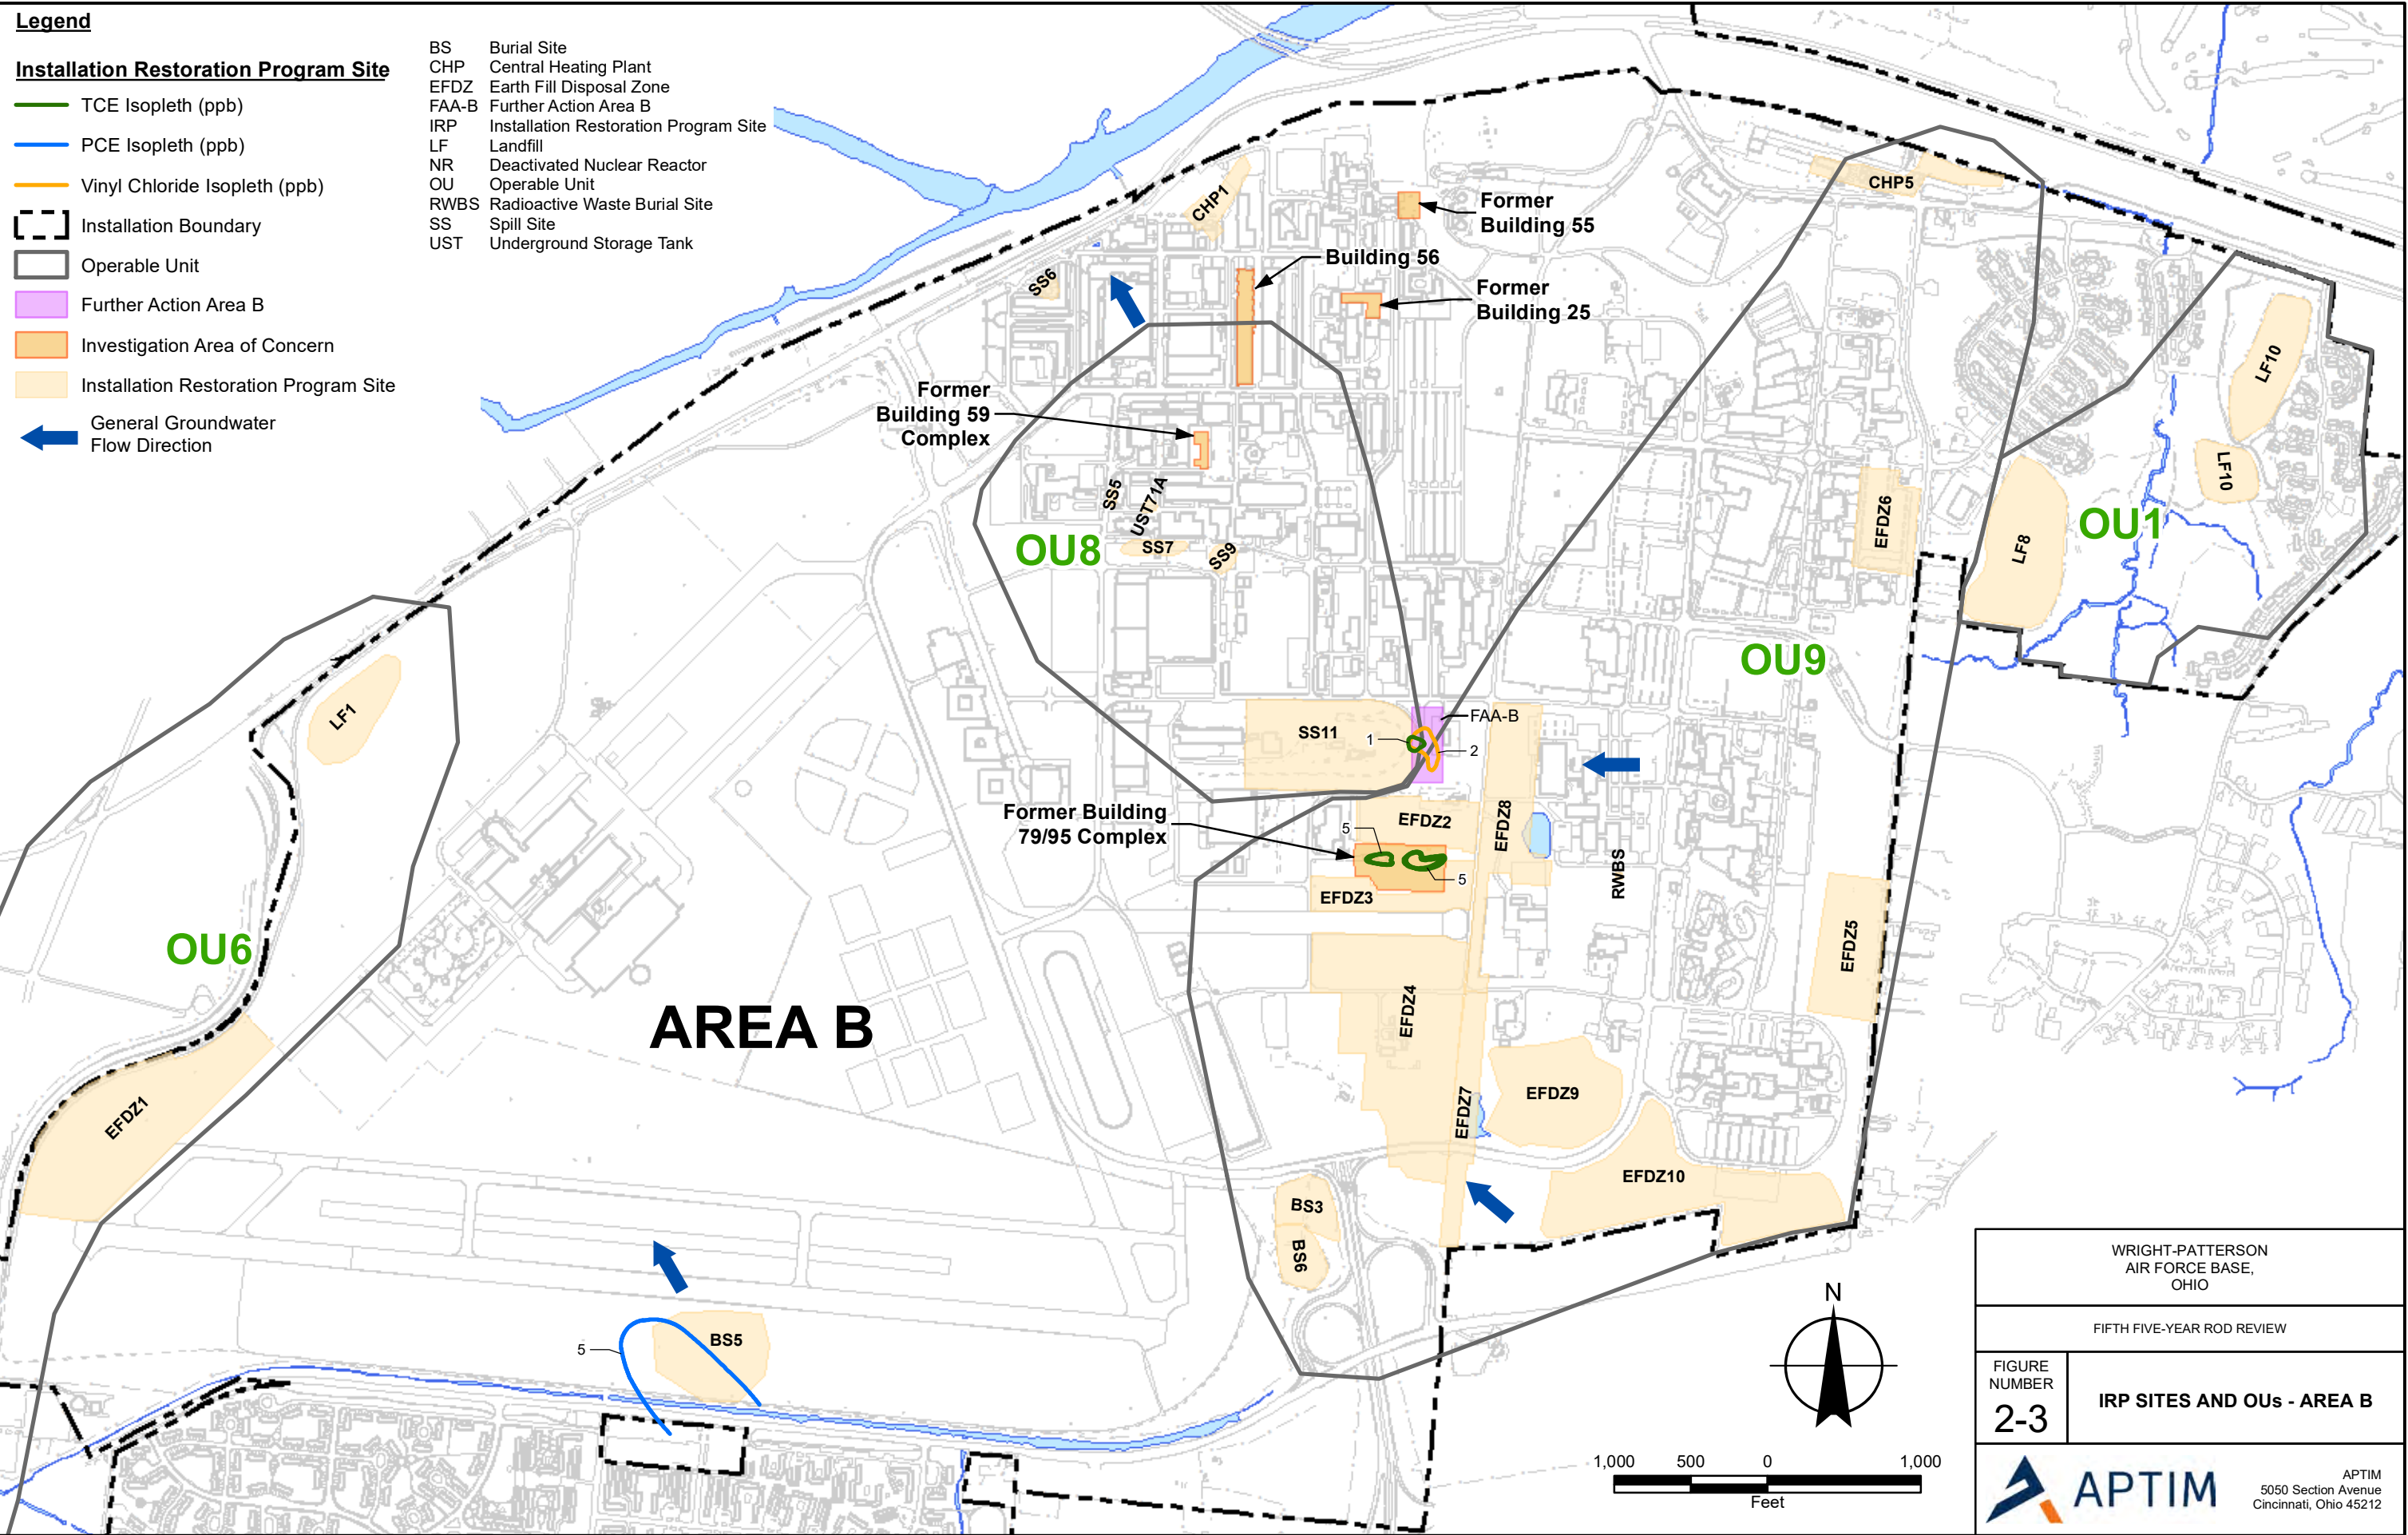 Legend
Installation Restoration Program Site
TCE Isopleth (ppb)
PCE Isopleth (ppb)
Vinyl Chloride Isopleth (ppb)
Installation Boundary
Operable Unit
Further Action Area B
Investigation Area of Concern
Installation Restoration Program Site
General Groundwater
Flow Direction
BS Burial Site
CHP Central Heating Plant
EFDZ Earth Fill Disposal Zone
FAA-B Further Action Area B
IRP Installation Restoration Program Site
LF Landfill
NR Deactivated Nuclear Reactor
OU Operable Unit
RWBS Radioactive Waste Burial Site
SS Spill Site
UST Underground Storage Tank
CHP1
CHP5
Former
Building 55
Building 56
SS6
Former
Building 25
LF10
Former
Building 59
Complex
LF10
SS5
UST71A
EFDZ6
OU1
OU8
SS7
SS9
LF8
OU9
LF1
SS11
FAA-B
1
2
Former Building
79/95 Complex
EFDZ2
EFDZ8
5
5
RWBS
EFDZ3
OU6
EFDZ5
AREA B
EFDZ4
EFDZ1
EFDZ7
EFDZ9
EFDZ10
BS3
BS6
BS5
5
N
1,000 500 0 1,000
Feet
WRIGHT-PATTERSON
AIR FORCE BASE,
OHIO
FIFTH FIVE-YEAR ROD REVIEW
FIGURE
NUMBER
2-3
IRP SITES AND OUs - AREA B
APTIM
APTIM
5050 Section Avenue
Cincinnati, Ohio 45212